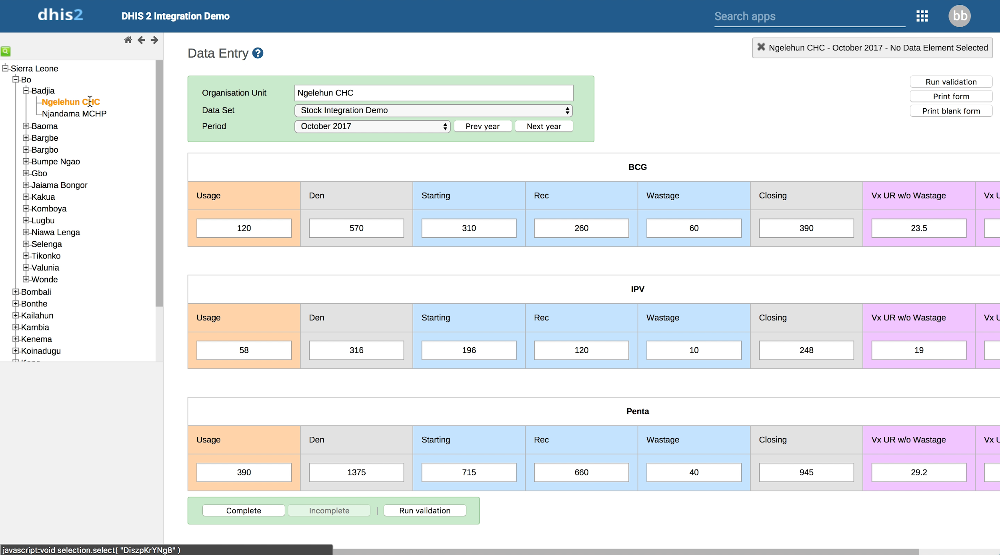 dhis2
DHIS 2 Integration Demo
Search apps
bb
Sierra Leone
Bo
Badjia
Ngelehun CHC
Njandama MCHP
Baoma
Bargbe
Bargbo
Bumpe Ngao
Gbo
Jaiama Bongor
Kakua
Komboya
Lugbu
Niawa Lenga
Selenga
Tikonko
Valunia
Wonde
Bombali
Bonthe
Kailahun
Kambia
Kenema
Koinadugu
Data Entry ?
✖ Ngelehun CHC - October 2017 - No Data Element Selected
Organisation Unit Ngelehun CHC
Data Set Stock Integration Demo
Period October 2017 Prev year Next year
Run validation
Print form
Print blank form
BCG
Usage Den Starting Rec Wastage Closing Vx UR w/o Wastage Vx
120 570 310 260 60 390 23.5
IPV
Usage Den Starting Rec Wastage Closing Vx UR w/o Wastage Vx
58 316 196 120 10 248 19
Penta
Usage Den Starting Rec Wastage Closing Vx UR w/o Wastage Vx
390 1375 715 660 40 945 29.2
Complete Incomplete | Run validation
javascript:void selection.select( "DiszpKrYNg8" )